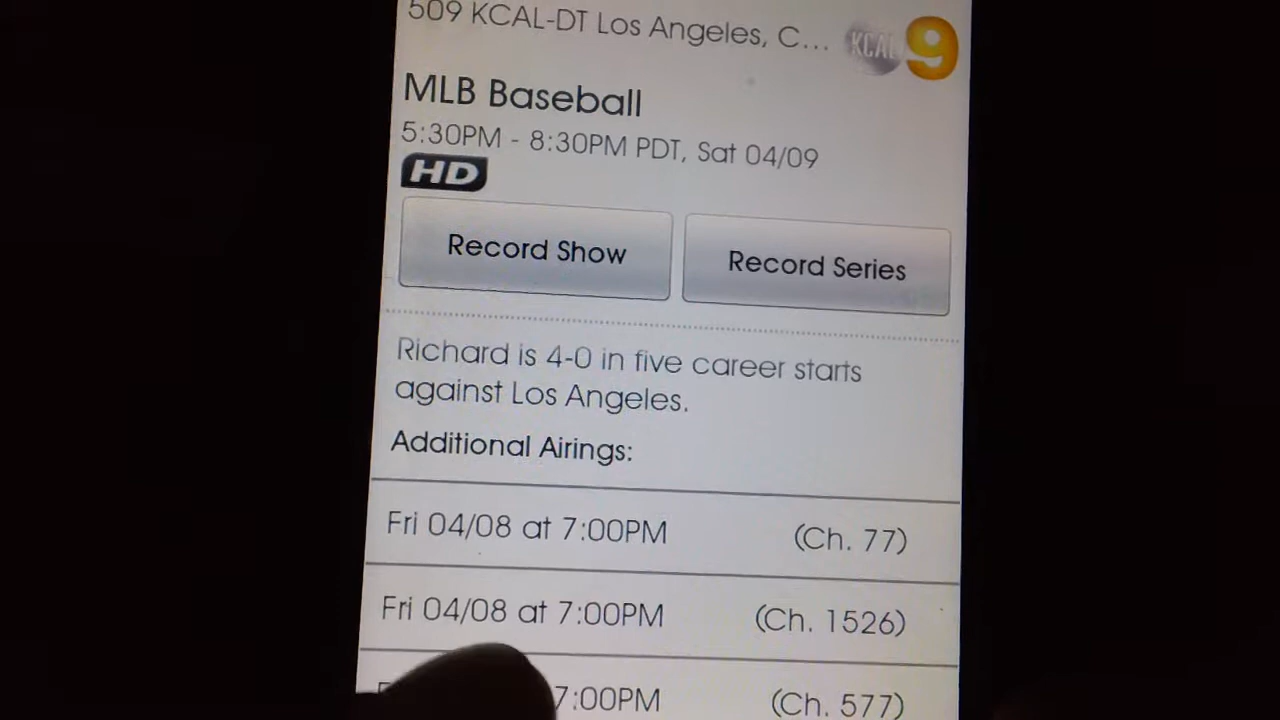 509 KCAL-DT Los Angeles, C...
KCAL 9
MLB Baseball
5:30PM - 8:30PM PDT, Sat 04/09
HD
Record Show
Record Series
Richard is 4-0 in five career starts
against Los Angeles.
Additional Airings:
Fri 04/08 at 7:00PM (Ch. 77)
Fri 04/08 at 7:00PM (Ch. 1526)
7:00PM (Ch. 577)